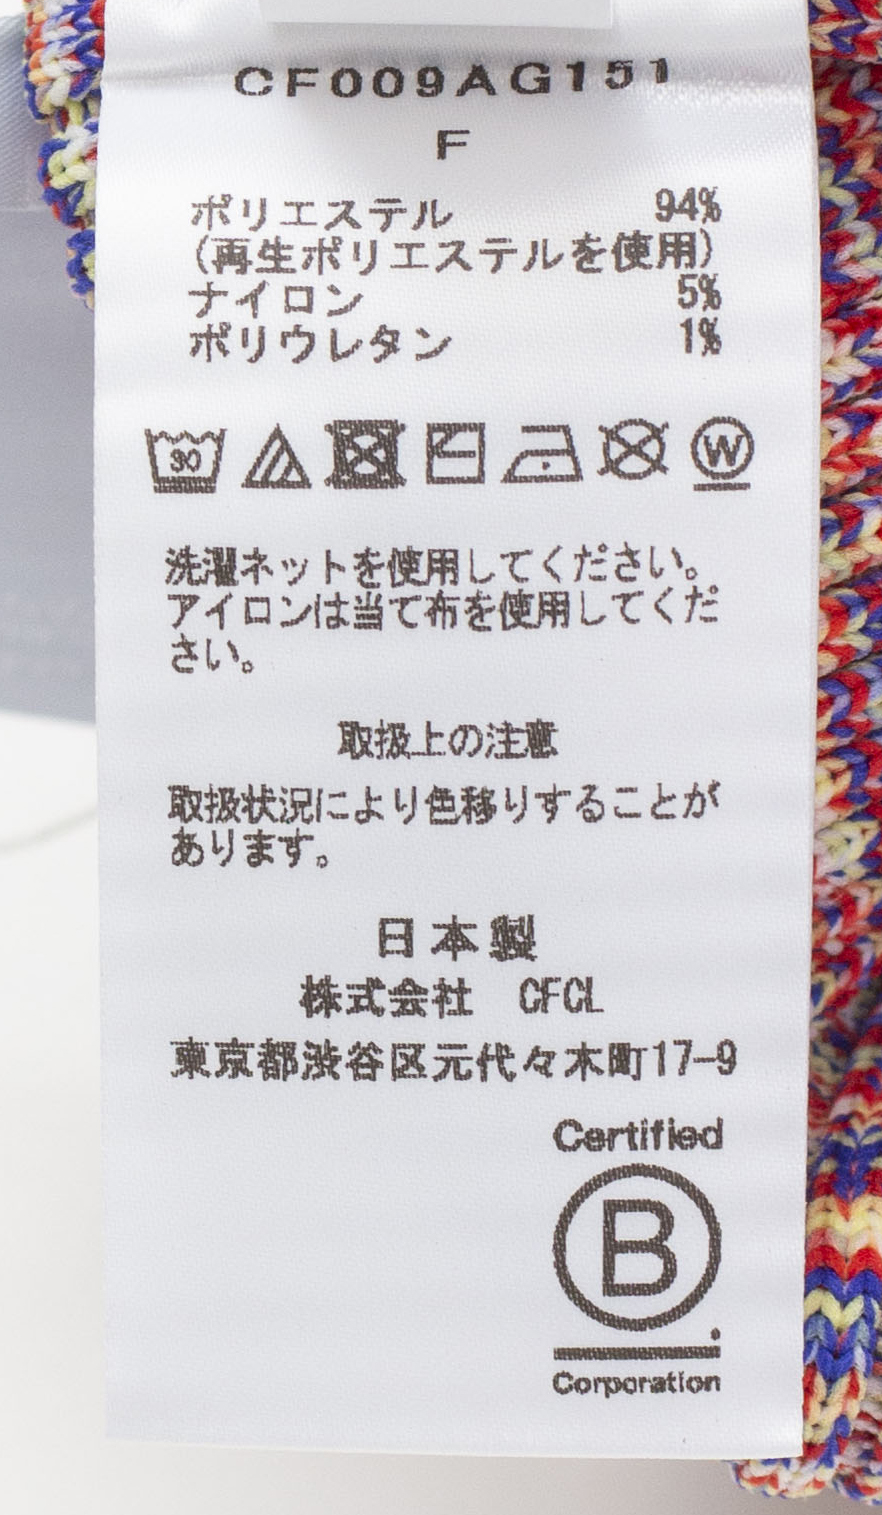 CF009AG151
F
ポリエステル 94%
（再生ポリエステルを使用）
ナイロン 5%
ポリウレタン 1%
30 W
洗濯ネットを使用してください。
アイロンは当て布を使用してくだ
さい。
取扱上の注意
取扱状況により色移りすることが
あります。
日本製
株式会社 CFCL
東京都渋谷区元代々木町17-9
Certified
B
Corporation